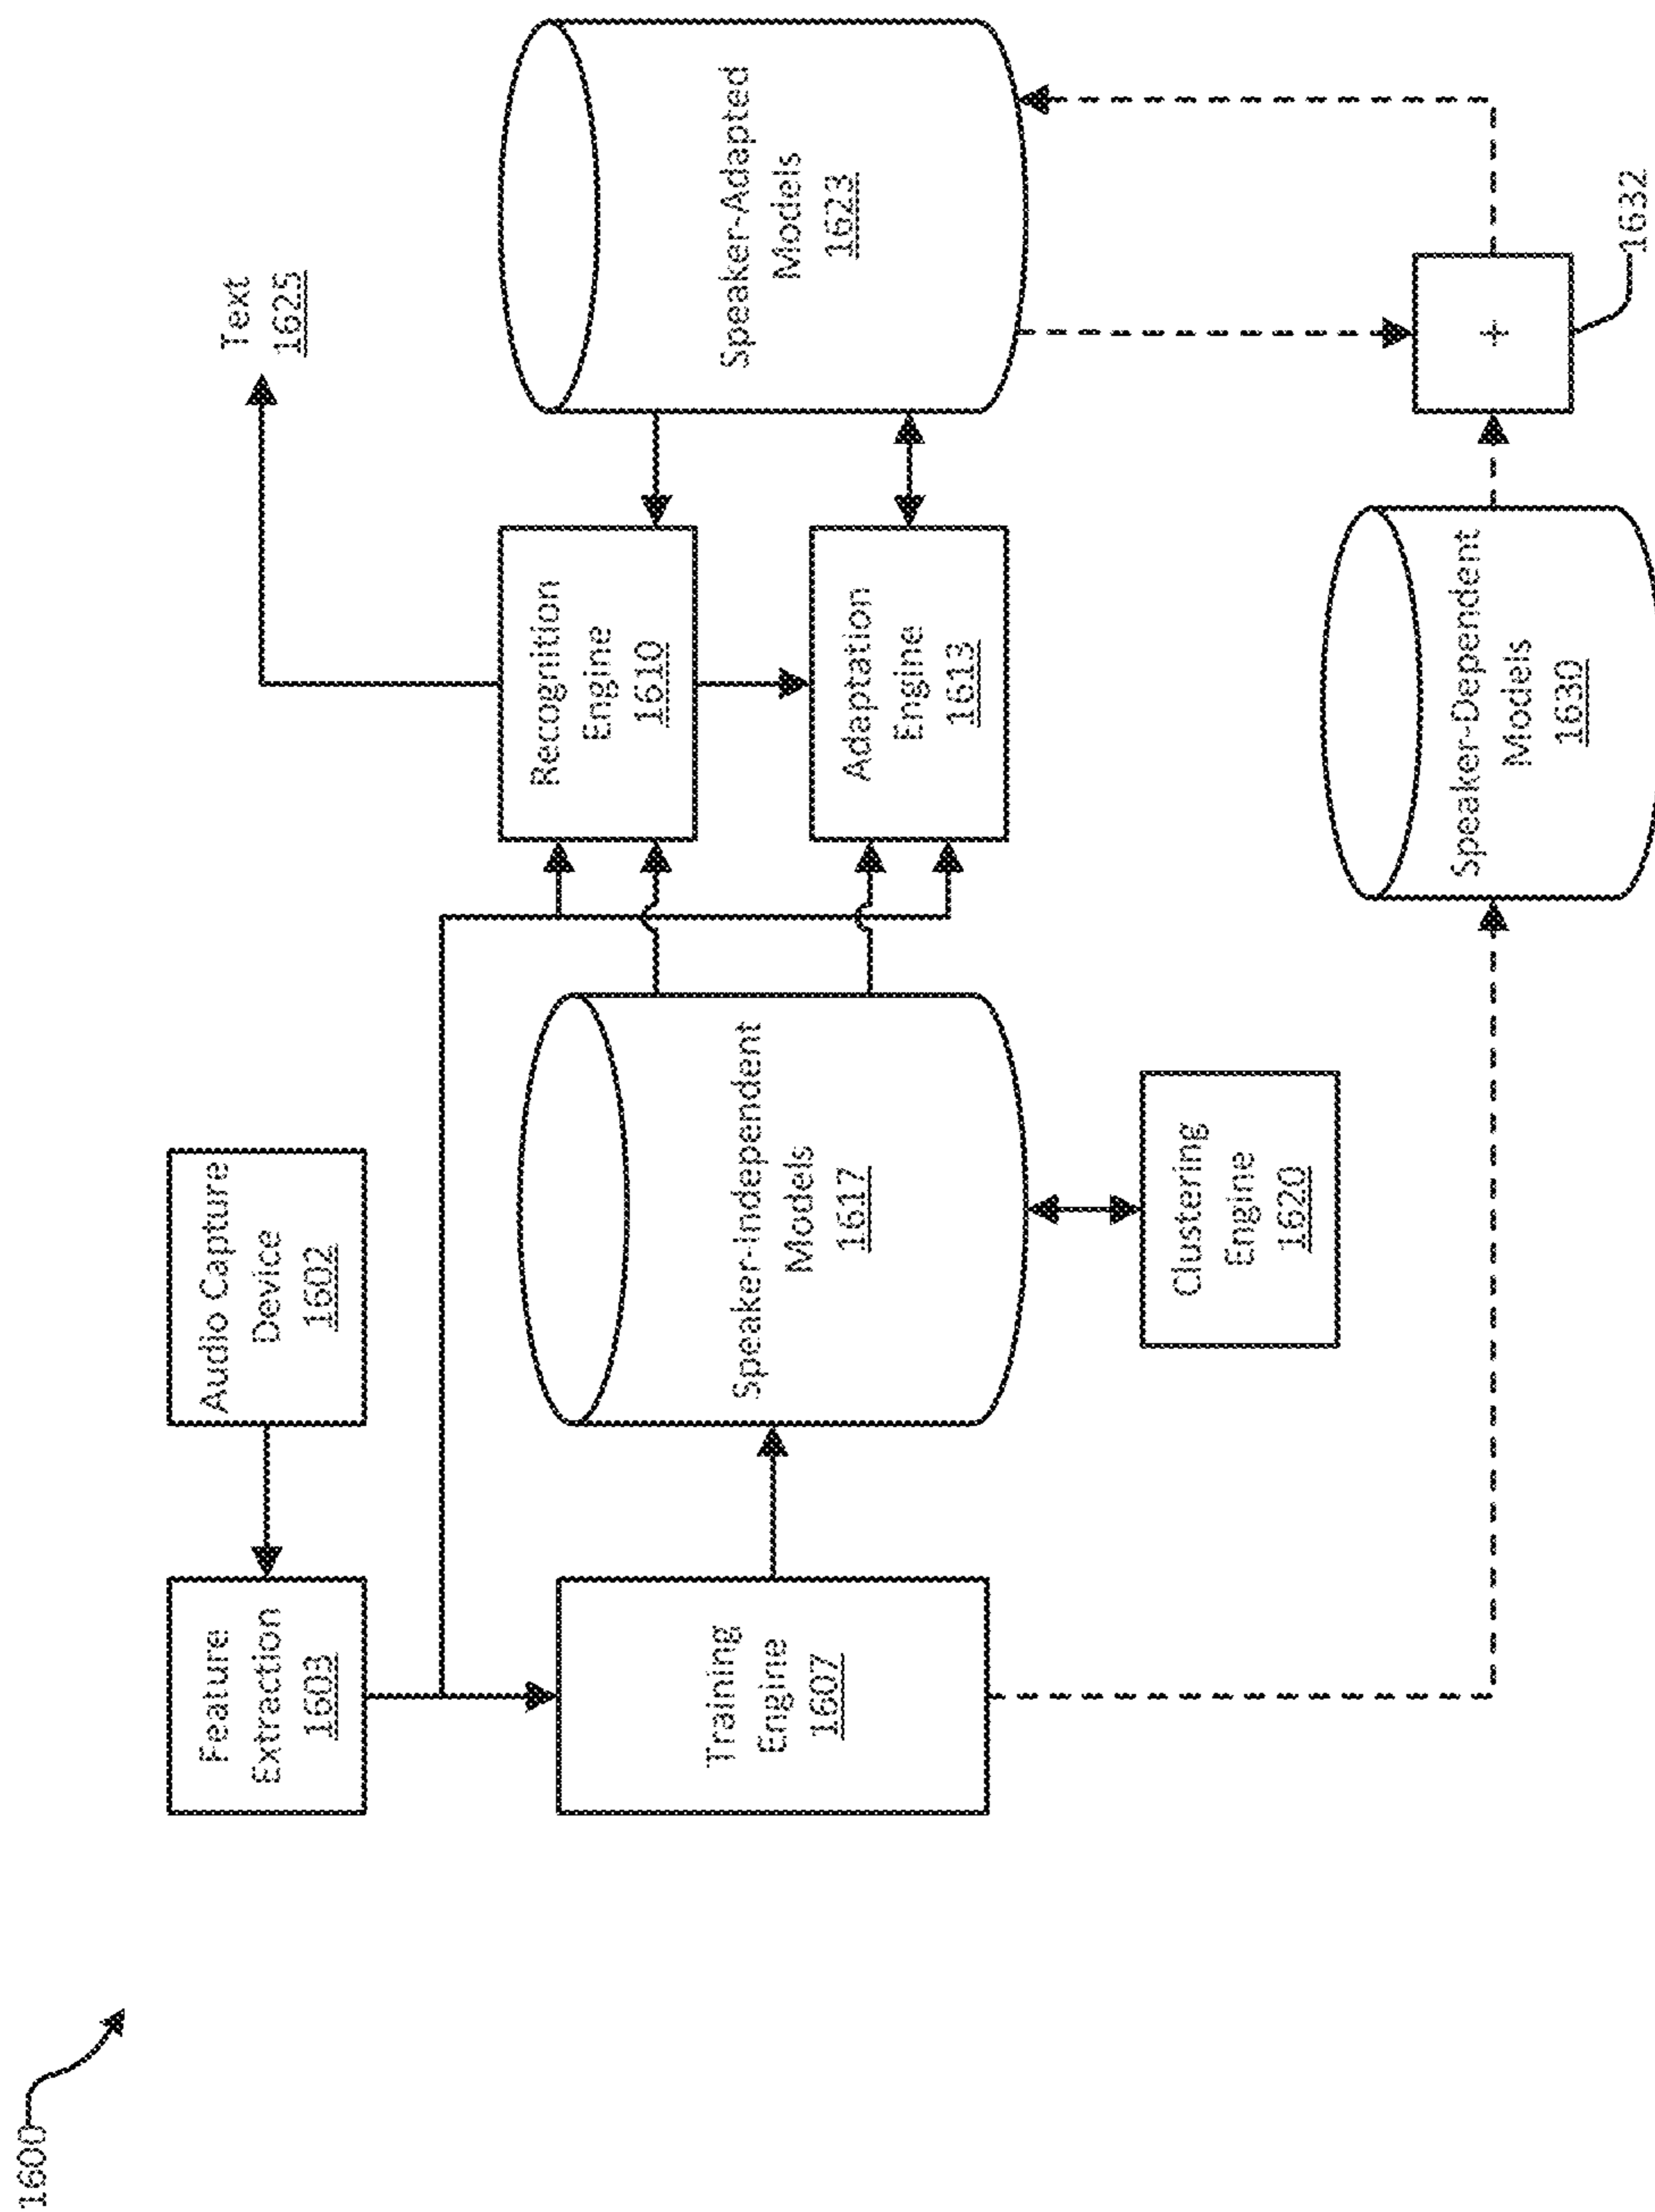 1600
Audio Capture
Device
1602
Feature
Extraction
1603
Text
1625
Training
Engine
1607
Speaker-Independent
Models
1617
Recognition
Engine
1610
Adaptation
Engine
1613
Speaker-Adapted
Models
1623
Clustering
Engine
1620
Speaker-Dependent
Models
1630
+
1632